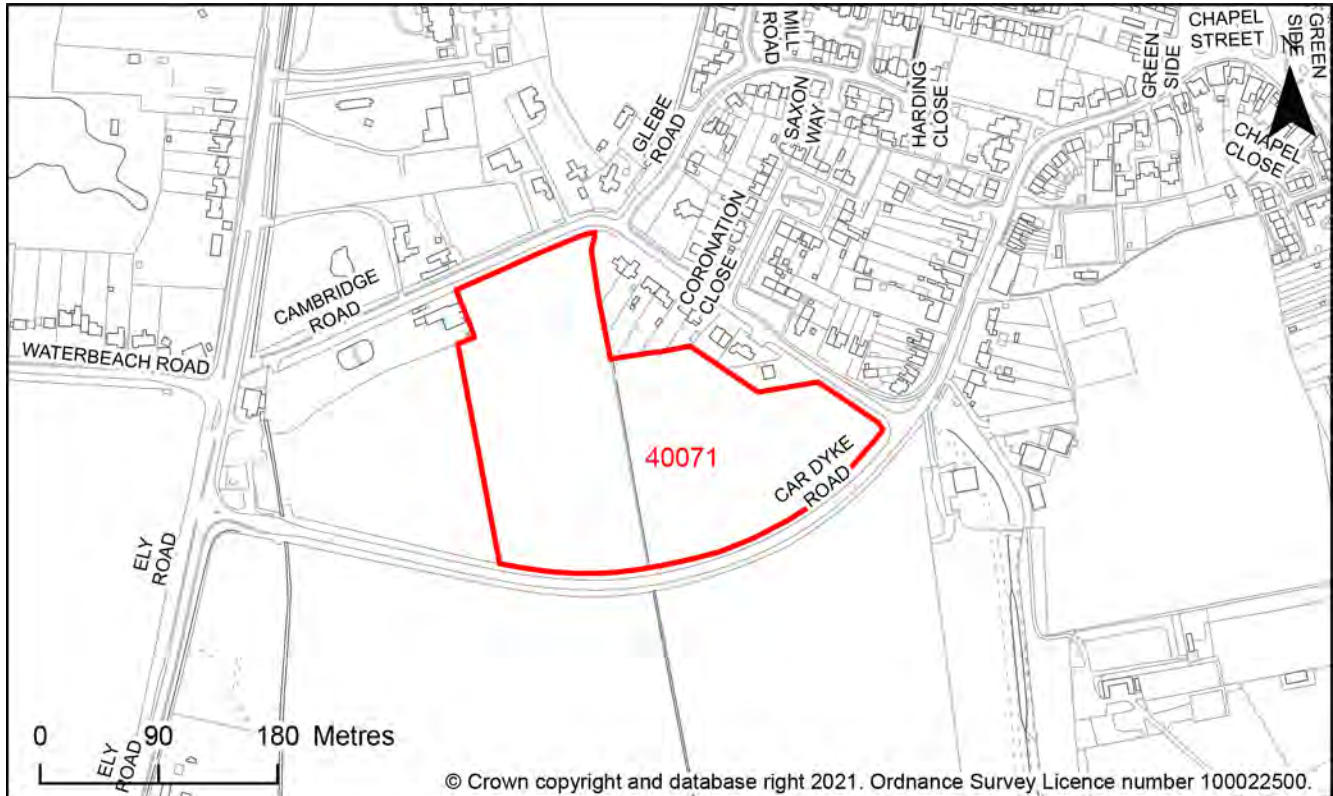 MILL
ROAD
CHAPEL
STREET
GREEN
SIDE
GREEN
SIDE
SAXON
WAY
HARDING
CLOSE
GLEBE
ROAD
CHAPEL
CLOSE
CORONATION
CLOSE
CAMBRIDGE
ROAD
WATERBEACH ROAD
40071
CAR DYKE
ROAD
ELY
ROAD
ELY
ROAD
0 90 180 Metres
© Crown copyright and database right 2021. Ordnance Survey Licence number 100022500.